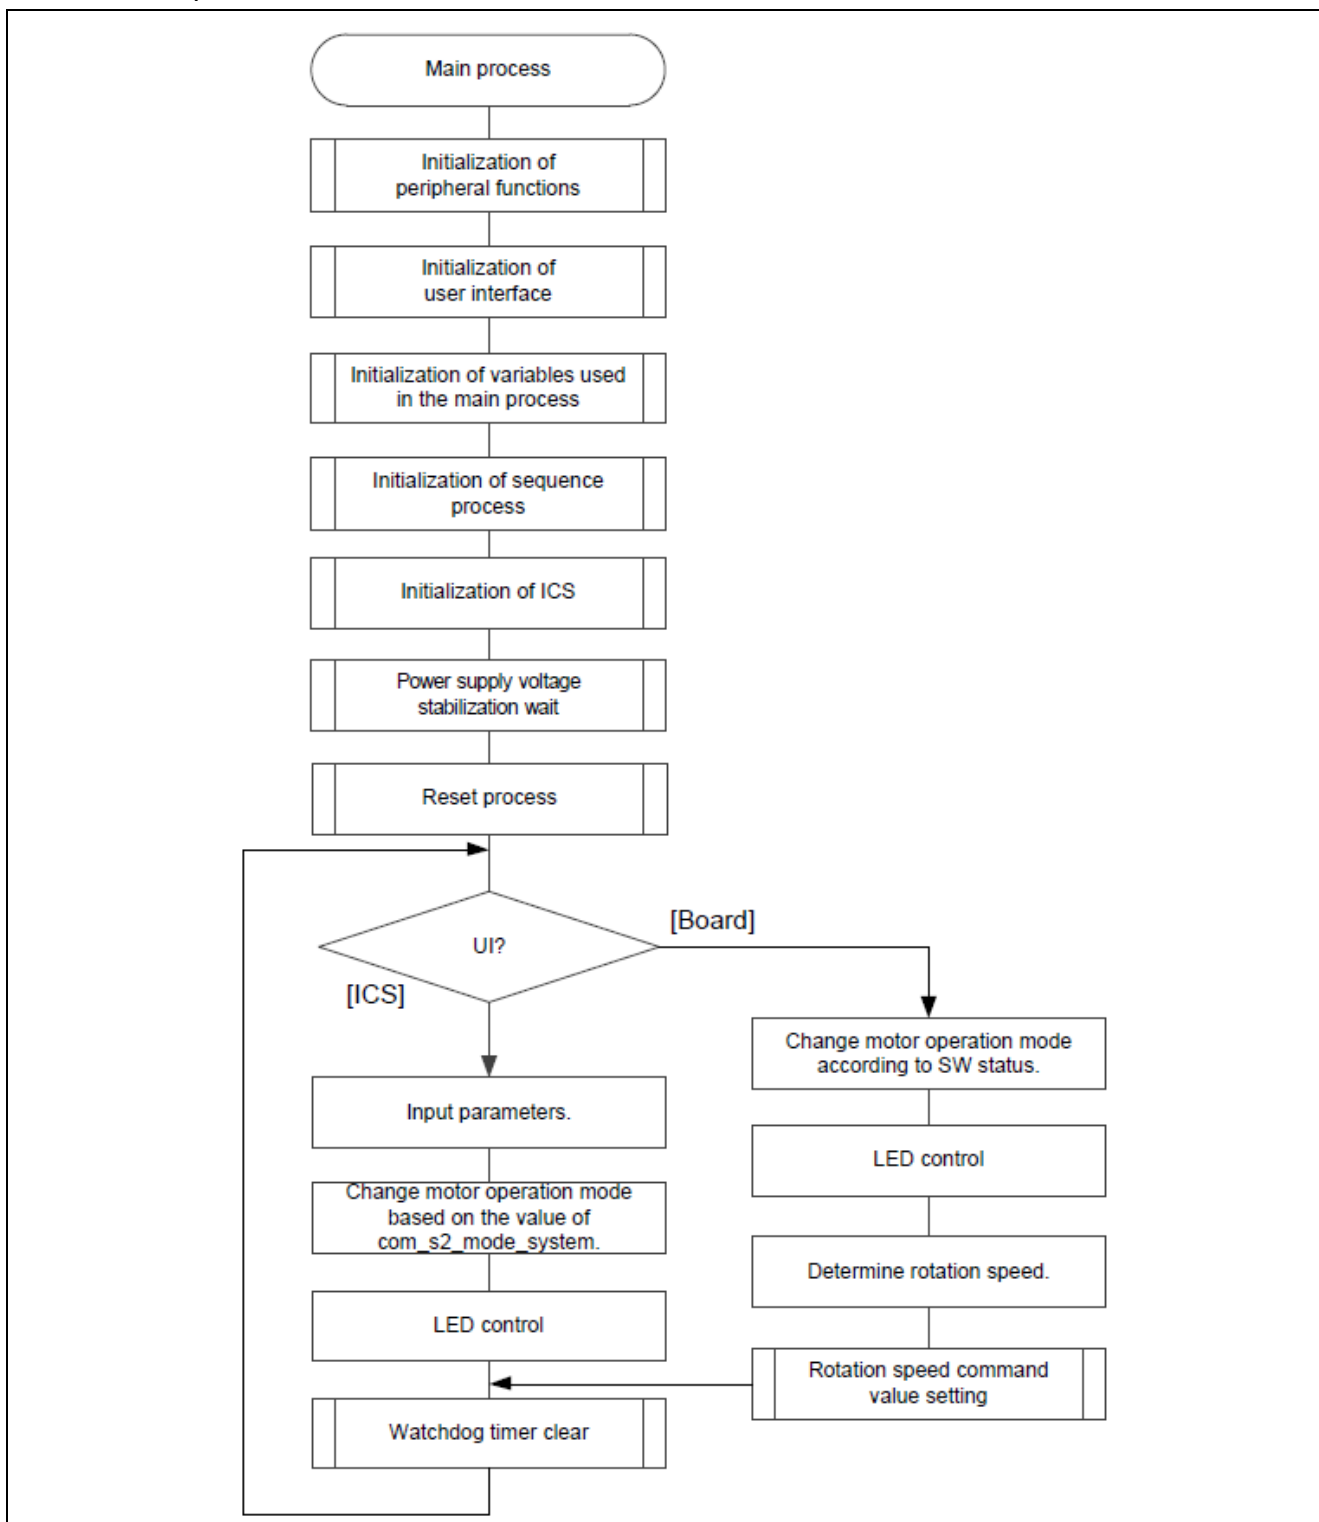 Main process
Initialization of
peripheral functions
Initialization of
user interface
Initialization of variables used
in the main process
Initialization of sequence
process
Initialization of ICS
Power supply voltage
stabilization wait
Reset process
UI?
[Board]
[ICS]
Input parameters.
Change motor operation mode
based on the value of
com_s2_mode_system.
LED control
Change motor operation mode
according to SW status.
LED control
Determine rotation speed.
Rotation speed command
value setting
Watchdog timer clear